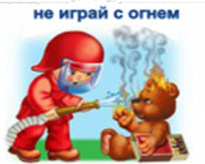 не играй с огнем